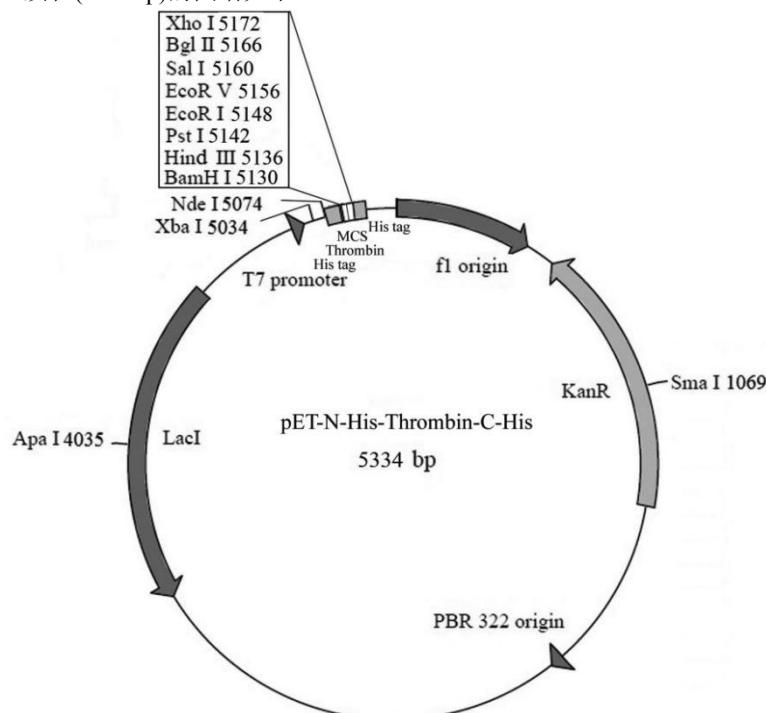 Xho I 5172
Bgl II 5166
Sal I 5160
EcoR V 5156
EcoR I 5148
Pst I 5142
Hind III 5136
BamH I 5130
Nde I 5074
Xba I 5034
His tag
MCS
Thrombin
His tag
T7 promoter
f1 origin
KanR
Sma I 1069
pET-N-His-Thrombin-C-His
5334 bp
Apa I 4035
LacI
PBR 322 origin